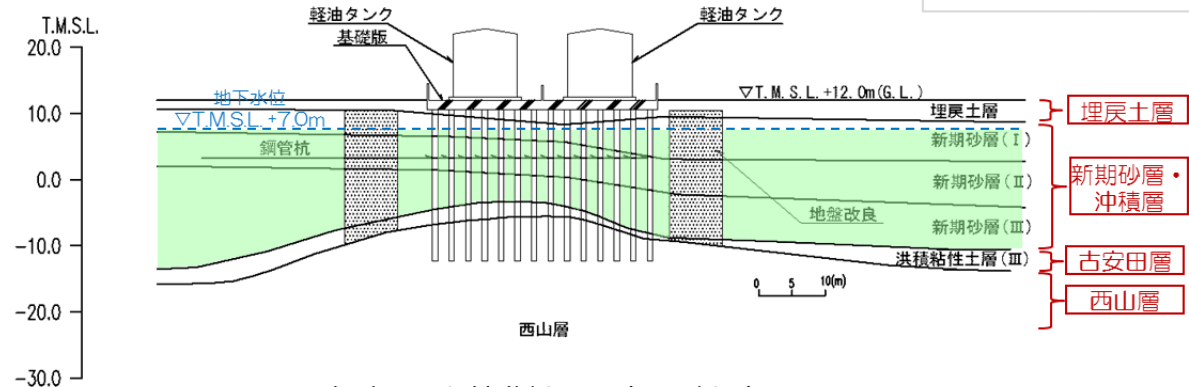 T.M.S.L.
20.0
10.0
0.0
-10.0
-20.0
-30.0
軽油タンク
軽油タンク
基礎版
地下水位
▽T.M.S.L. +7.0m
▽T.M.S.L.+12.0m(G.L.)
埋戻土層
新期砂層(Ⅰ)
鋼管杭
新期砂層(Ⅱ)
地盤改良
新期砂層(Ⅲ)
洪積粘性土層(Ⅲ)
0 5 10(m)
西山層
埋戻土層
新期砂層・
沖積層
古安田層
西山層